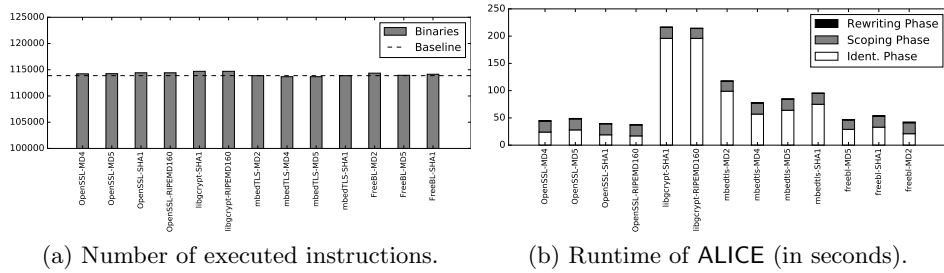 125000
120000
115000
110000
105000
100000
Binaries
Baseline
OpenSSL-MD4
OpenSSL-MD5
OpenSSL-SHA1
OpenSSL-RIPEMD160
libgcrypt-SHA1
libgcrypt-RIPEMD160
mbedTLS-MD2
mbedTLS-MD4
mbedTLS-MD5
mbedTLS-SHA1
FreeBL-MD2
FreeBL-MD5
FreeBL-SHA1
(a) Number of executed instructions.
250
200
150
100
50
0
Rewriting Phase
Scoping Phase
Ident. Phase
OpenSSL-MD4
OpenSSL-MD5
OpenSSL-SHA1
OpenSSL-RIPEMD160
libgcrypt-SHA1
libgcrypt-RIPEMD160
mbedtls-MD2
mbedtls-MD4
mbedtls-MD5
mbedtls-SHA1
freebl-MD5
freebl-SHA1
freebl-MD2
(b) Runtime of ALICE (in seconds).